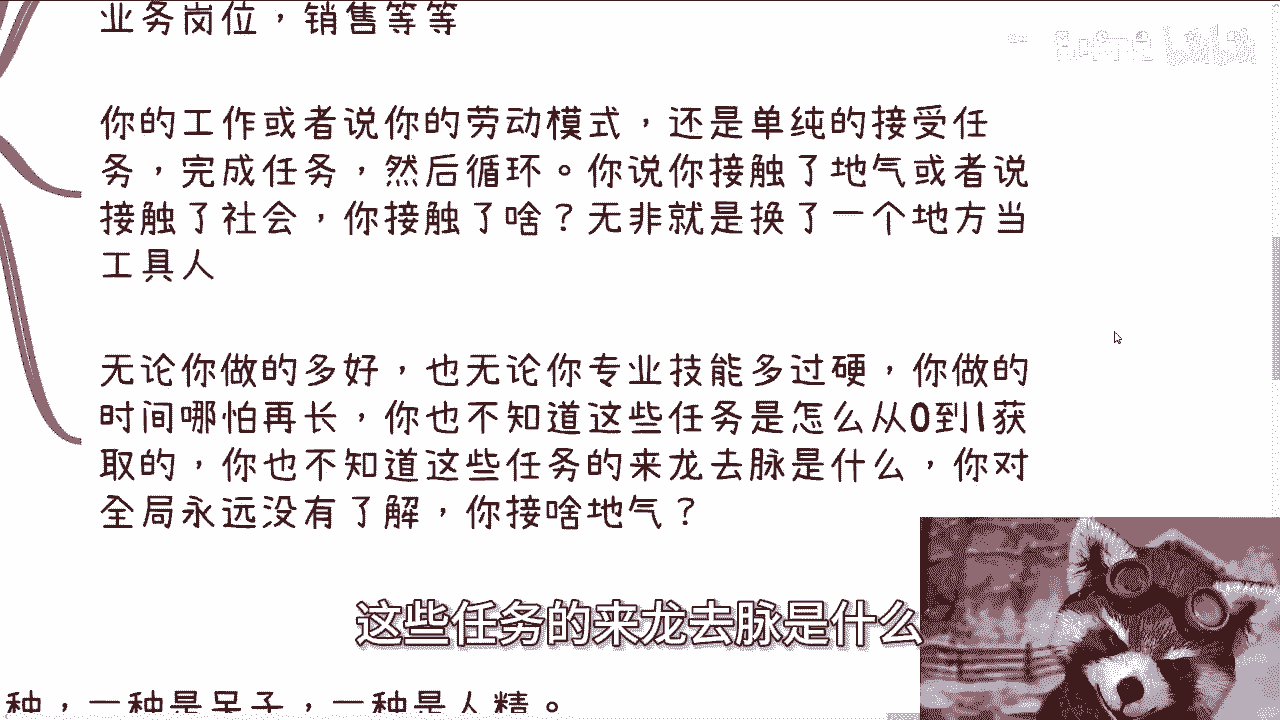 业务岗位，销售等等
你的工作或者说你的劳动模式，还是单纯的接受任
务，完成任务，然后循环。你说你接触了地气或者说
接触了社会，你接触了啥？无非就是换了一个地方当
工具人
无论你做的多好，也无论你专业技能多过硬，你做的
时间哪怕再长，你也不知道这些任务是怎么从0到1获
取的，你也不知道这些任务的来龙去脉是什么，你对
全局永远没有了解，你接啥地气？
这些任务的来龙去脉是什么
种，一种是呆子，一种是人精。